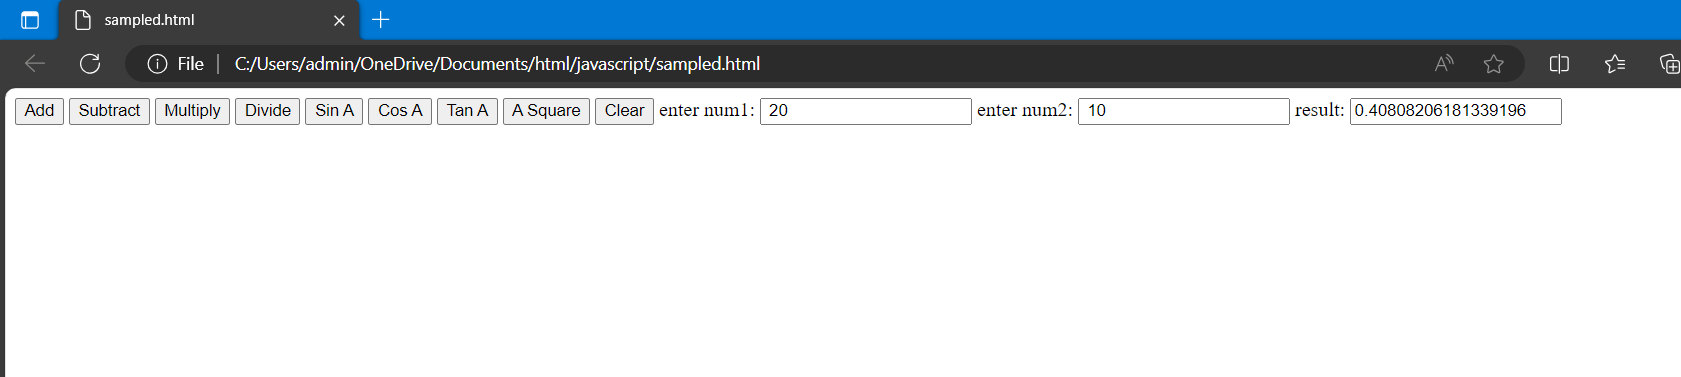 sampled.html
File C:/Users/admin/OneDrive/Documents/html/javascript/sampled.html
Add Subtract Multiply Divide Sin A Cos A Tan A A Square Clear enter num1: 20 enter num2: 10 result: 0.40808206181339196